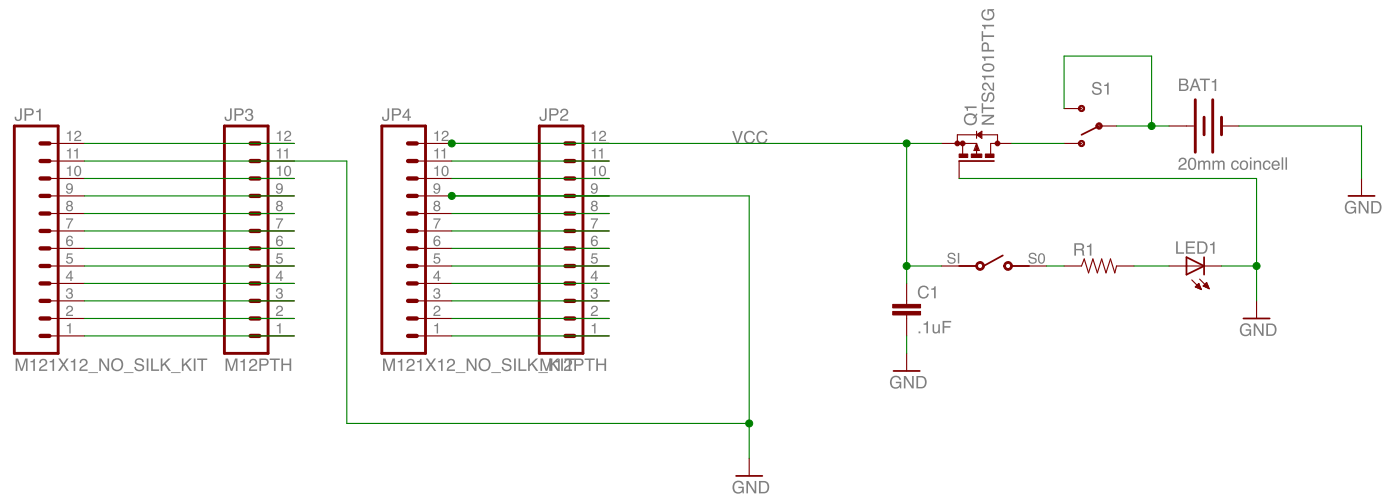 JP1
12
11
10
9
8
7
6
5
4
3
2
1
M121X12_NO_SILK_KIT
JP3
12
11
10
9
8
7
6
5
4
3
2
1
M12PTH
JP4
12
11
10
9
8
7
6
5
4
3
2
1
M121X12_NO_SILK_KIT
JP2
12
11
10
9
8
7
6
5
4
3
2
1
M12PTH
VCC
GND
Q1
NTS2101PT1G
S1
BAT1
20mm coincell
GND
SI
S0
R1
LED1
GND
C1
.1uF
GND